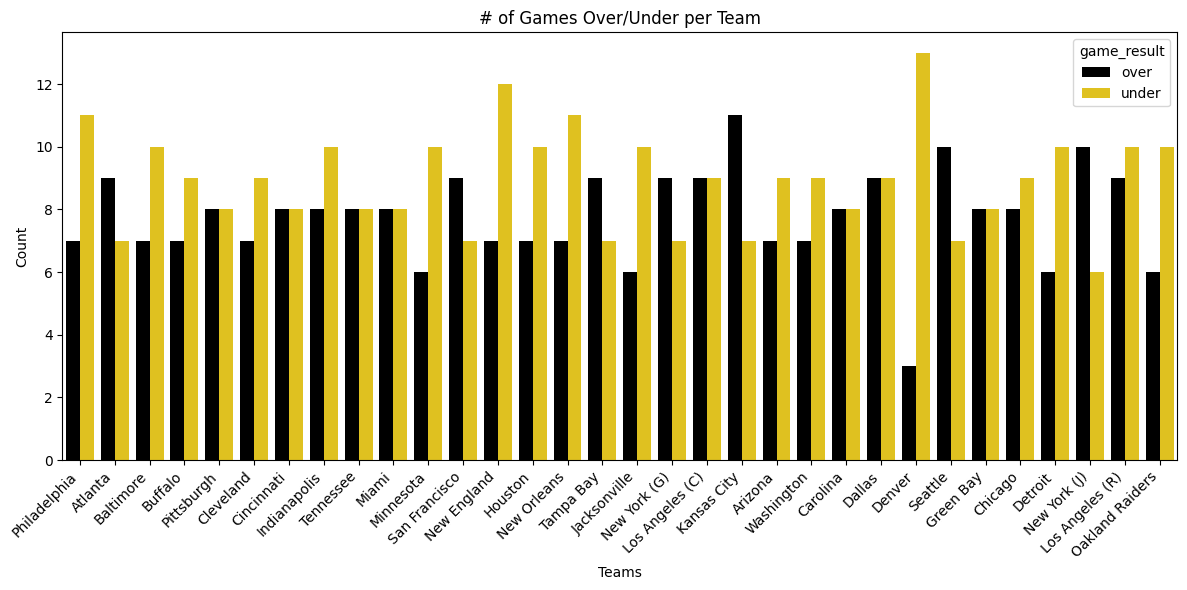 # of Games Over/Under per Team
game_result
over
under
Count
12
10
8
6
4
2
0
Philadelphia
Atlanta
Baltimore
Buffalo
Pittsburgh
Cleveland
Cincinnati
Indianapolis
Tennessee
Miami
Minnesota
San Francisco
New England
Houston
New Orleans
Tampa Bay
Jacksonville
New York (G)
Los Angeles (C)
Kansas City
Arizona
Washington
Carolina
Dallas
Denver
Seattle
Green Bay
Chicago
Detroit
New York (J)
Los Angeles (R)
Oakland Raiders
Teams